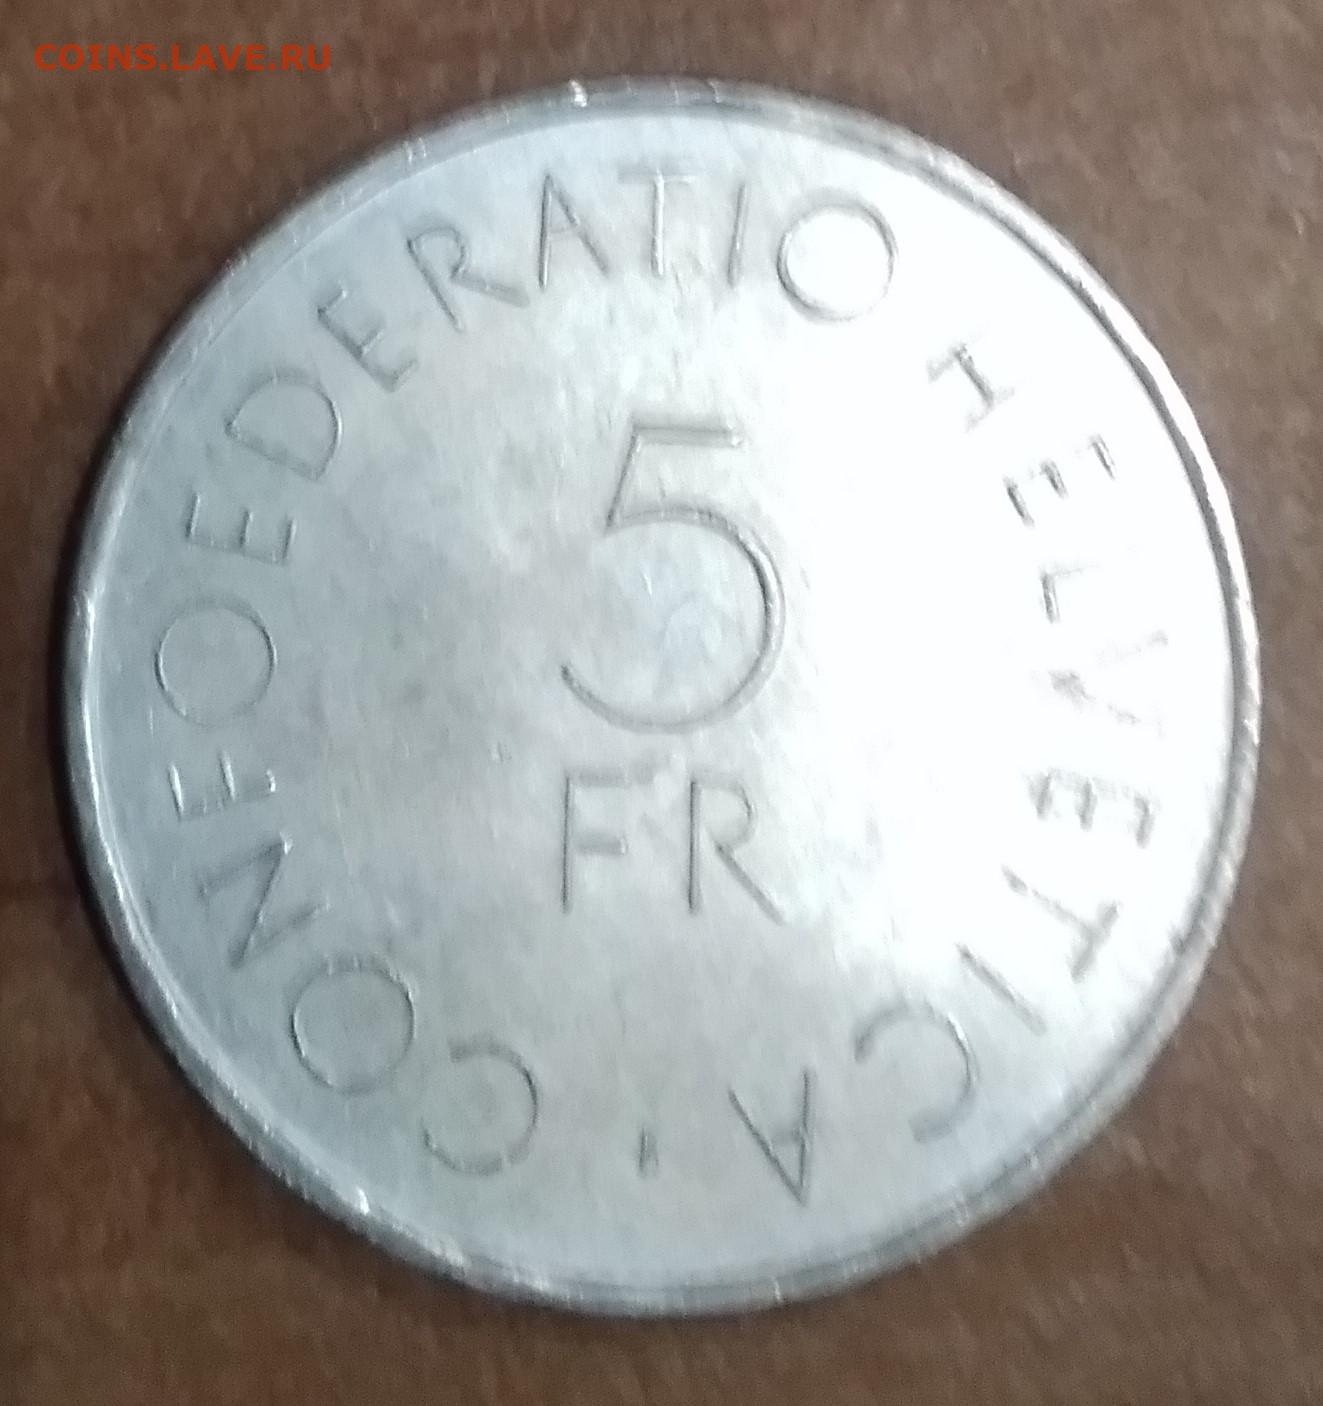 COINS.LAVE.RU
CONFOEDERATIO HELVETICA
5
FR